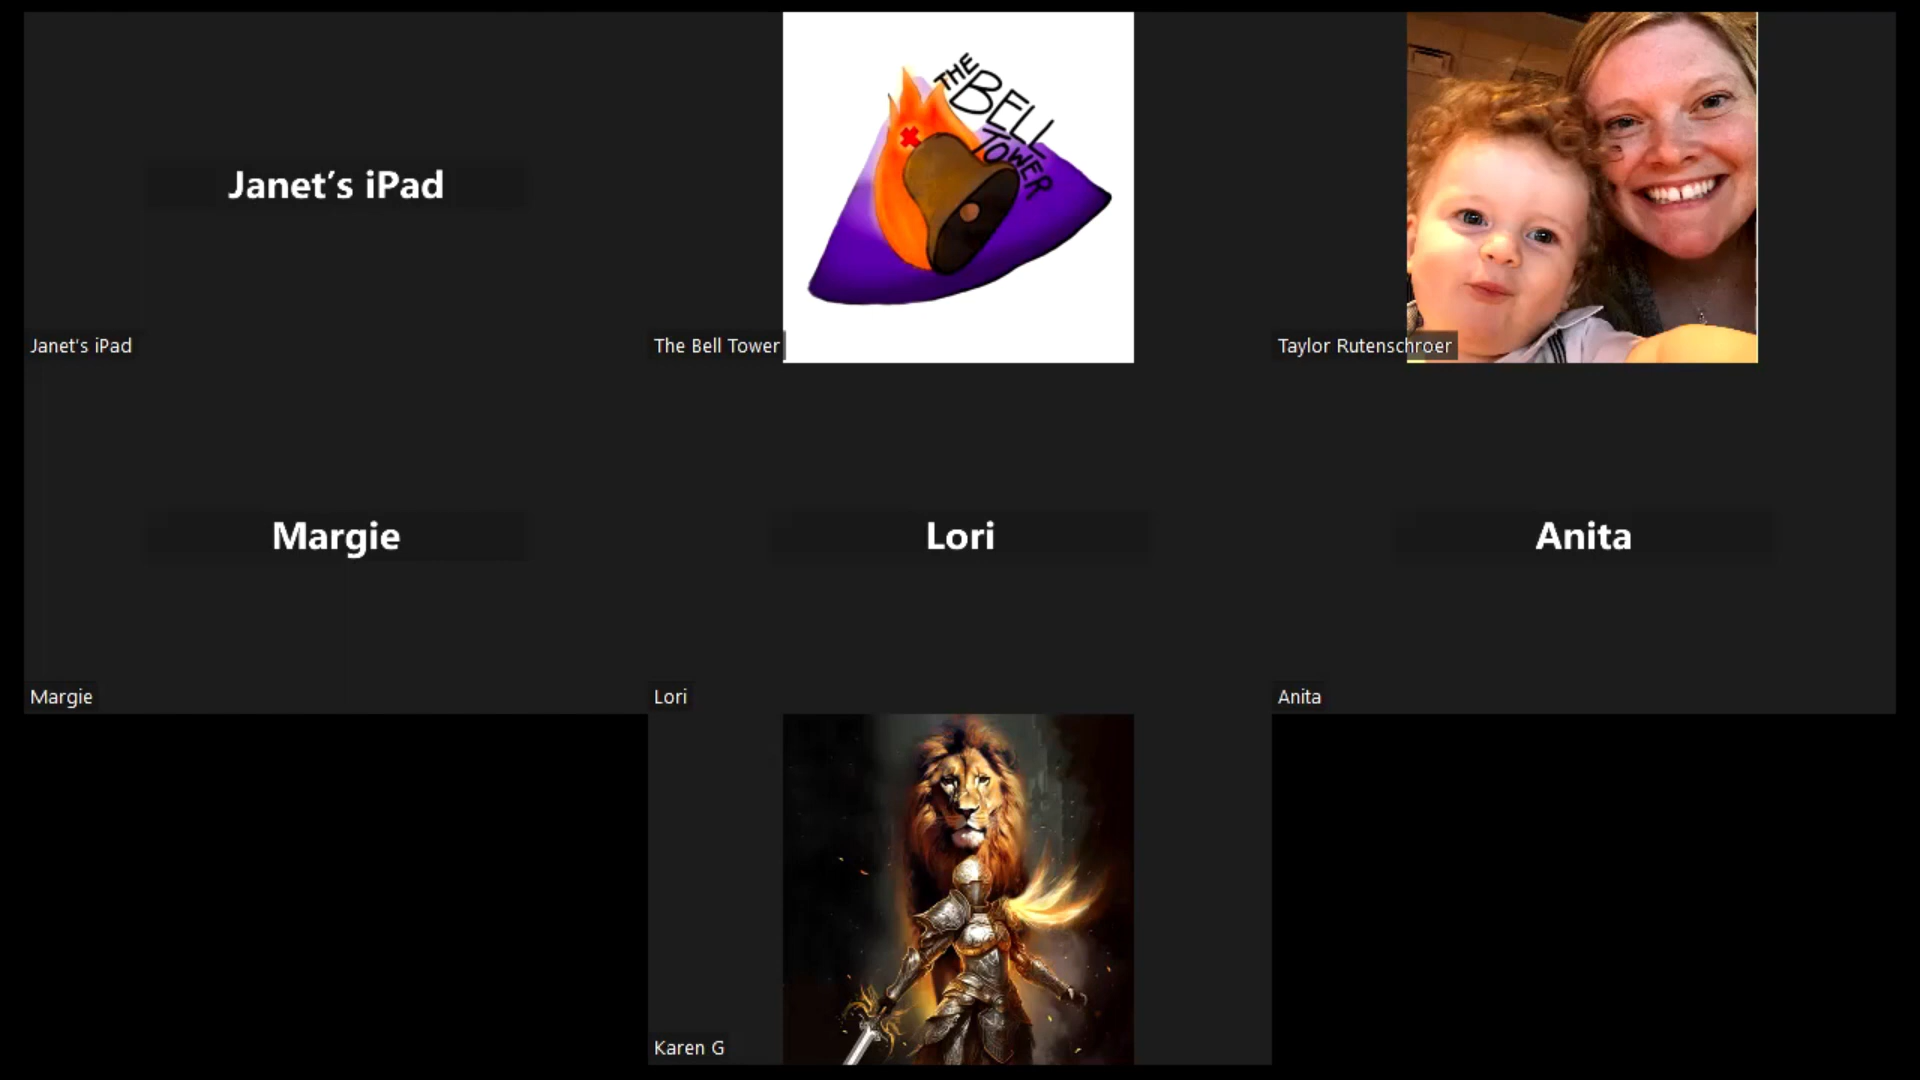 Janet’s iPad
Janet's iPad
THE
BELL
TOWER
The Bell Tower
Taylor Rutenschroer
Margie
Margie
Lori
Lori
Anita
Anita
Karen G